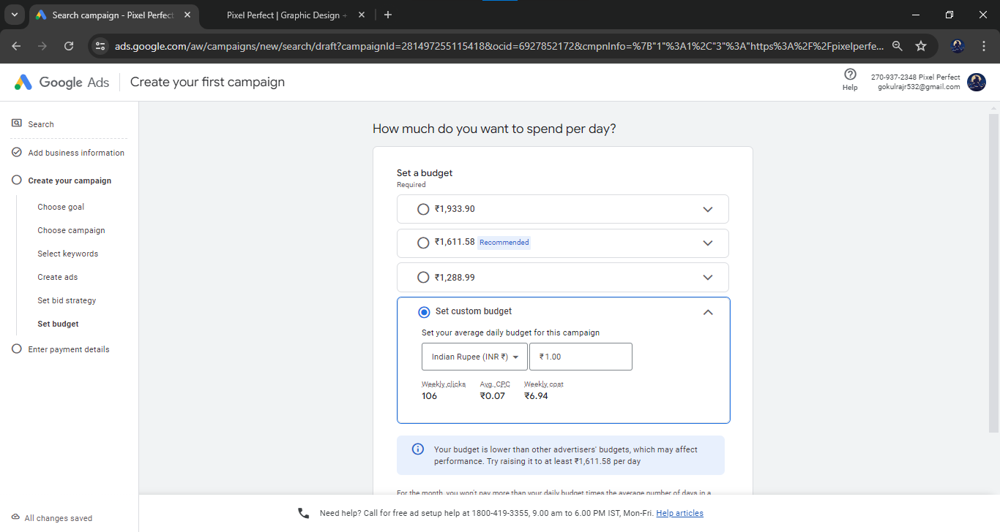 Search campaign - Pixel Perfect
Pixel Perfect | Graphic Design +
ads.google.com/aw/campaigns/new/search/draft?campaignId=281497255115418&ocid=6927852172&cmpnInfo=%7B"1"%3A1%2C"3"%3A"https%3A%2F%2Fpixelperfe...
Google Ads
Create your first campaign
Help
270-937-2348 Pixel Perfect
gokulrajr532@gmail.com
Search
Add business information
Create your campaign
Choose goal
Choose campaign
Select keywords
Create ads
Set bid strategy
Set budget
Enter payment details
All changes saved
How much do you want to spend per day?
Set a budget
Required
₹1,933.90
₹1,611.58 Recommended
₹1,288.99
Set custom budget
Set your average daily budget for this campaign
Indian Rupee (INR ₹) ₹1.00
Weekly clicks Avg. CPC Weekly cost
106 ₹0.07 ₹6.94
Your budget is lower than other advertisers' budgets, which may affect
performance. Try raising it to at least ₹1,611.58 per day
For the month, you won't pay more than your daily budget times the average number of days in a
Need help? Call for free ad setup help at 1800-419-3355, 9.00 am to 6.00 PM IST, Mon-Fri. Help articles